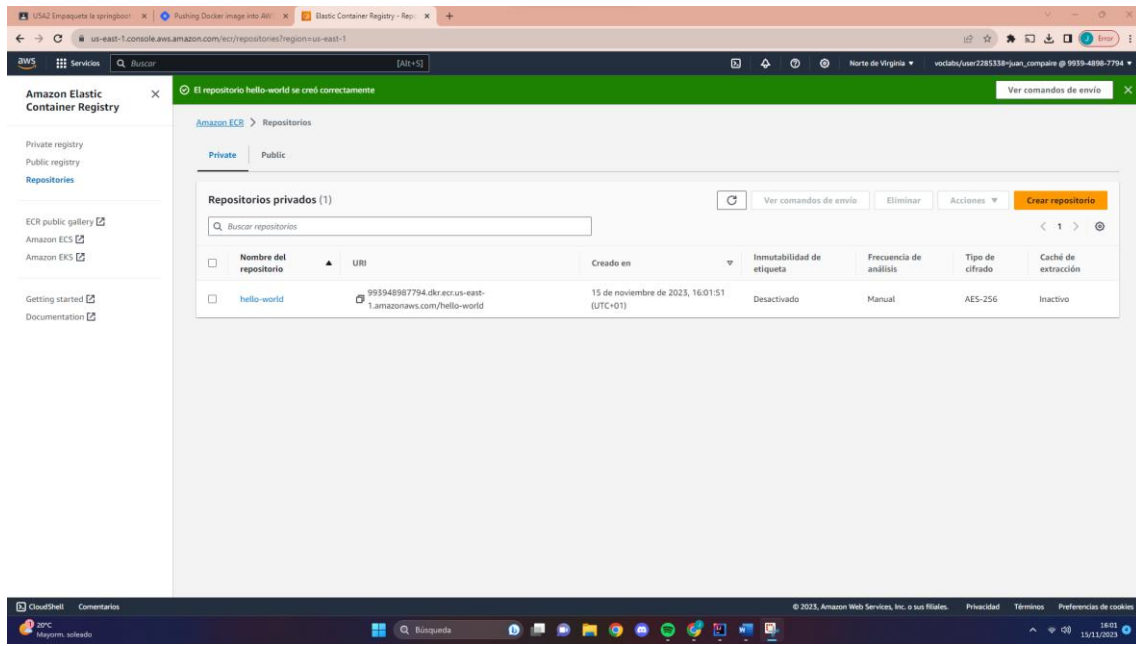 U5A2 Empaqueta la springboot
Pushing Docker image into AWS
Elastic Container Registry - Rep
us-east-1.console.aws.amazon.com/ecr/repositories?region=us-east-1
Error
aws
Servicios
Buscar
[Alt+S]
Norte de Virginia
voclabs/user2285338=juan_compaire @ 9939-4898-7794
Amazon Elastic
Container Registry
Private registry
Public registry
Repositories
ECR public gallery
Amazon ECS
Amazon EKS
Getting started
Documentation
El repositorio hello-world se creó correctamente
Ver comandos de envío
Amazon ECR > Repositorios
Private
Public
Repositorios privados (1)
Ver comandos de envío
Eliminar
Acciones
Crear repositorio
Buscar repositorios
1
Nombre del
repositorio
URI
Creado en
Inmutabilidad de
etiqueta
Frecuencia de
análisis
Tipo de
cifrado
Caché de
extracción
hello-world
993948987794.dkr.ecr.us-east-
1.amazonaws.com/hello-world
15 de noviembre de 2023, 16:01:51
(UTC+01)
Desactivado
Manual
AES-256
Inactivo
CloudShell
Comentarios
© 2023, Amazon Web Services, Inc. o sus filiales.
Privacidad
Términos
Preferencias de cookies
20°C
Mayorm. soleado
Búsqueda
16:01
15/11/2023